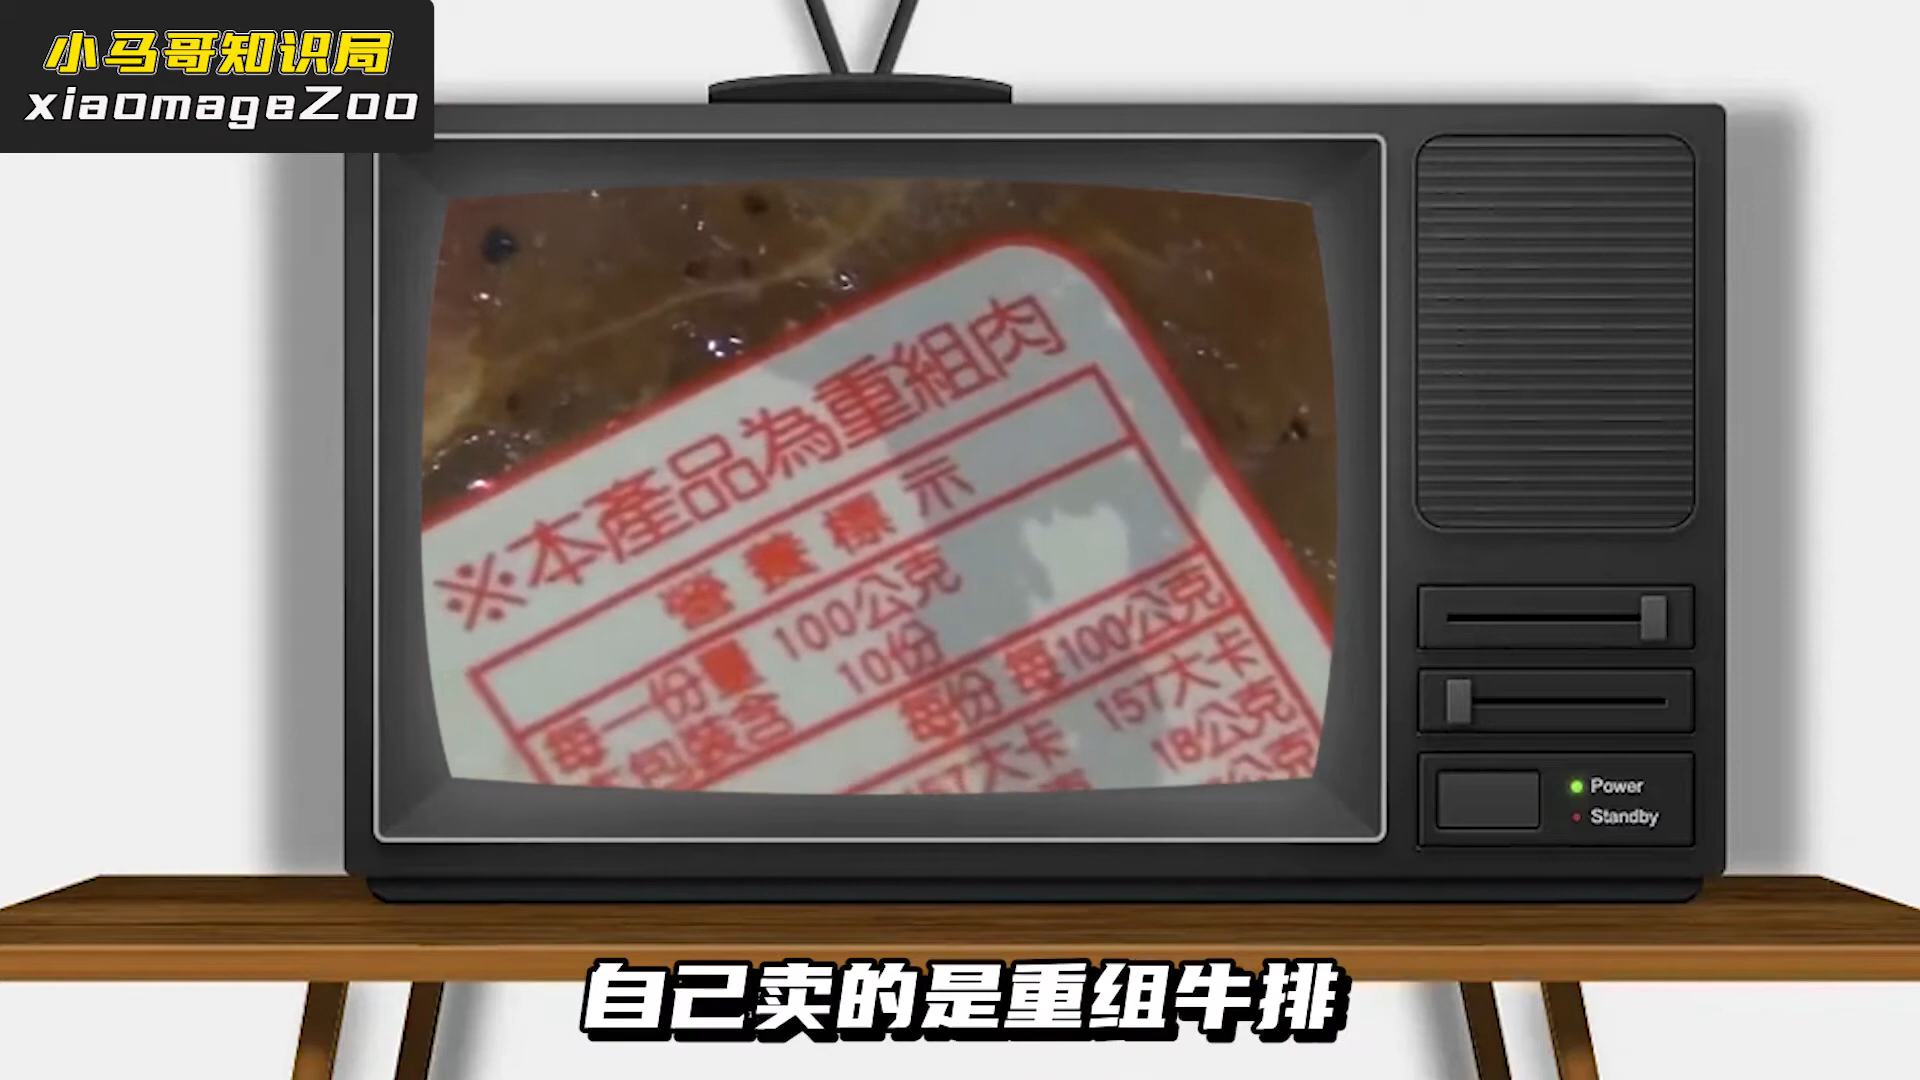 小马哥知识局
xiaomageZoo
※本產品為重組肉
營養標示
每一份量 100公克
本包裝含 10份
每份 每100公克
157大卡 157大卡
18公克
Power
Standby
自己卖的是重组牛排